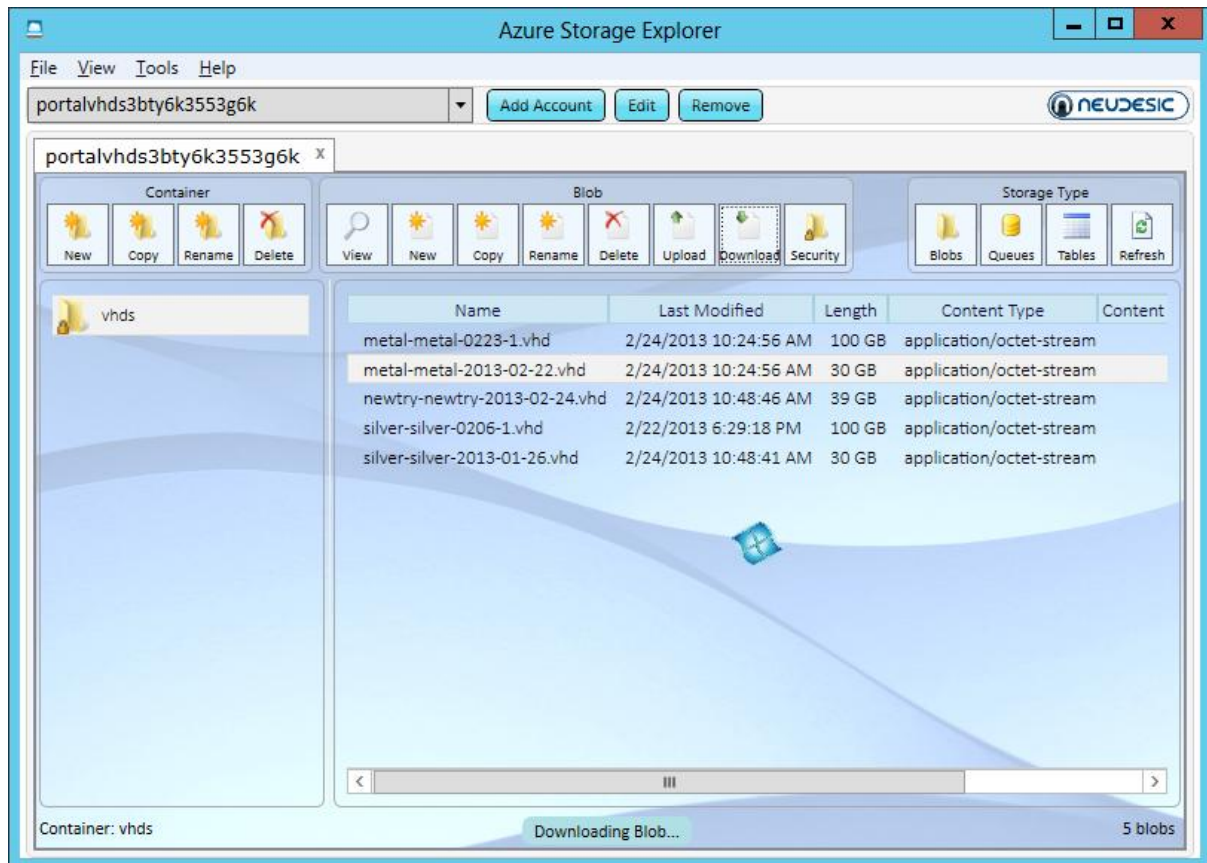 Azure Storage Explorer
File View Tools Help
portalvhds3bty6k3553g6k Add Account Edit Remove NEUDESIC
portalvhds3bty6k3553g6k x
Container Blob Storage Type
New Copy Rename Delete View New Copy Rename Delete Upload Download Security Blobs Queues Tables Refresh
vhds
Name Last Modified Length Content Type Content
metal-metal-0223-1.vhd 2/24/2013 10:24:56 AM 100 GB application/octet-stream
metal-metal-2013-02-22.vhd 2/24/2013 10:24:56 AM 30 GB application/octet-stream
newtry-newtry-2013-02-24.vhd 2/24/2013 10:48:46 AM 39 GB application/octet-stream
silver-silver-0206-1.vhd 2/22/2013 6:29:18 PM 100 GB application/octet-stream
silver-silver-2013-01-26.vhd 2/24/2013 10:48:41 AM 30 GB application/octet-stream
Container: vhds Downloading Blob... 5 blobs